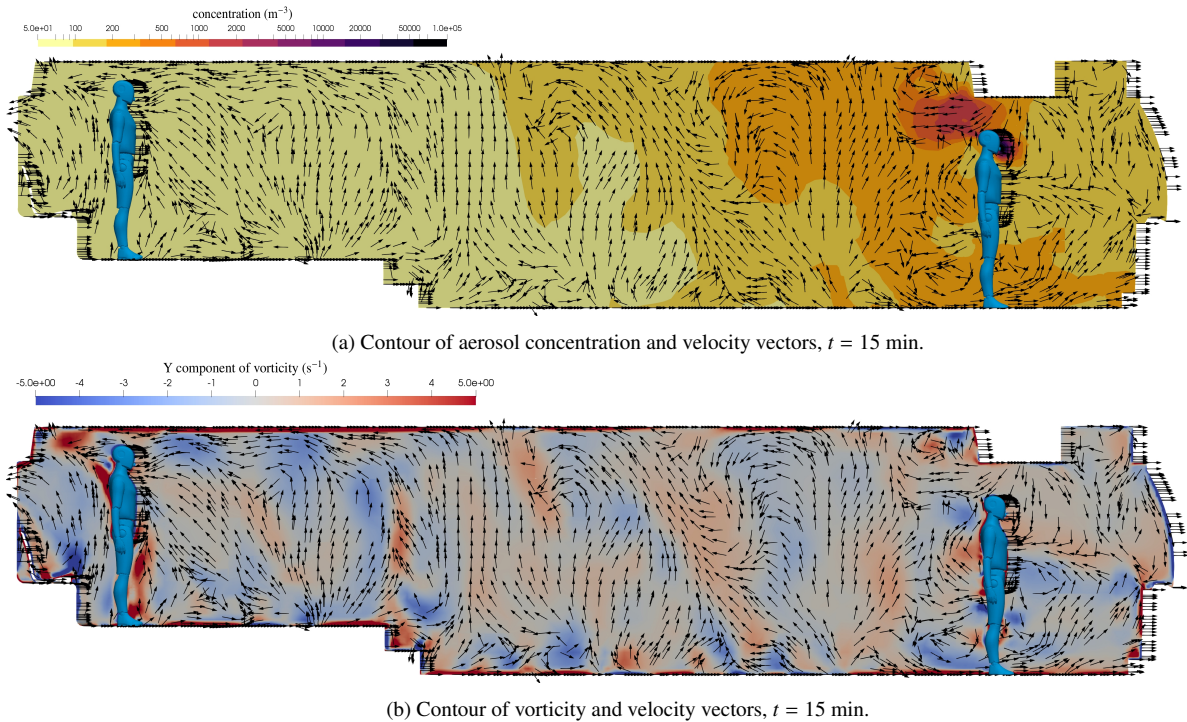 concentration (m⁻³)
5.0e+01 100 200 500 1000 2000 5000 10000 20000 50000 1.0e+05
(a) Contour of aerosol concentration and velocity vectors, t = 15 min.
Y component of vorticity (s⁻¹)
-5.0e+00 -4 -3 -2 -1 0 1 2 3 4 5.0e+00
(b) Contour of vorticity and velocity vectors, t = 15 min.